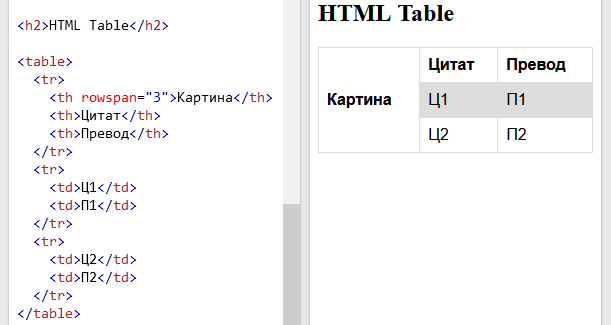 <h2>HTML Table</h2>
<table>
<tr>
<th rowspan="3">Картина</th>
<th>Цитат</th>
<th>Превод</th>
</tr>
<tr>
<td>Ц1</td>
<td>П1</td>
</tr>
<tr>
<td>Ц2</td>
<td>П2</td>
</tr>
</table>
HTML Table
Цитат Превод
Картина Ц1 П1
Ц2 П2